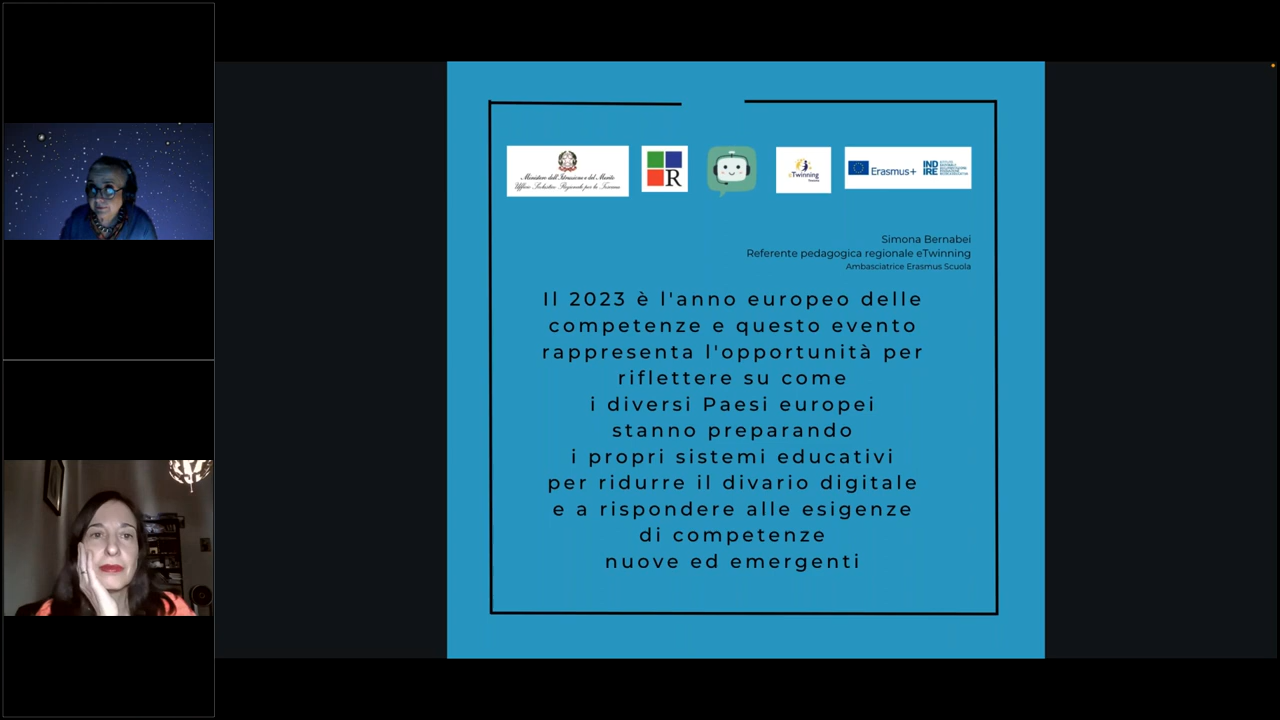 Ministero dell'Istruzione e del Merito
Ufficio Scolastico Regionale per la Toscana
R
eTwinning
Erasmus+
IND
IRE
Simona Bernabei
Referente pedagogica regionale eTwinning
Ambasciatrice Erasmus Scuola
Il 2023 è l'anno europeo delle
competenze e questo evento
rappresenta l'opportunità per
riflettere su come
i diversi Paesi europei
stanno preparando
i propri sistemi educativi
per ridurre il divario digitale
e a rispondere alle esigenze
di competenze
nuove ed emergenti